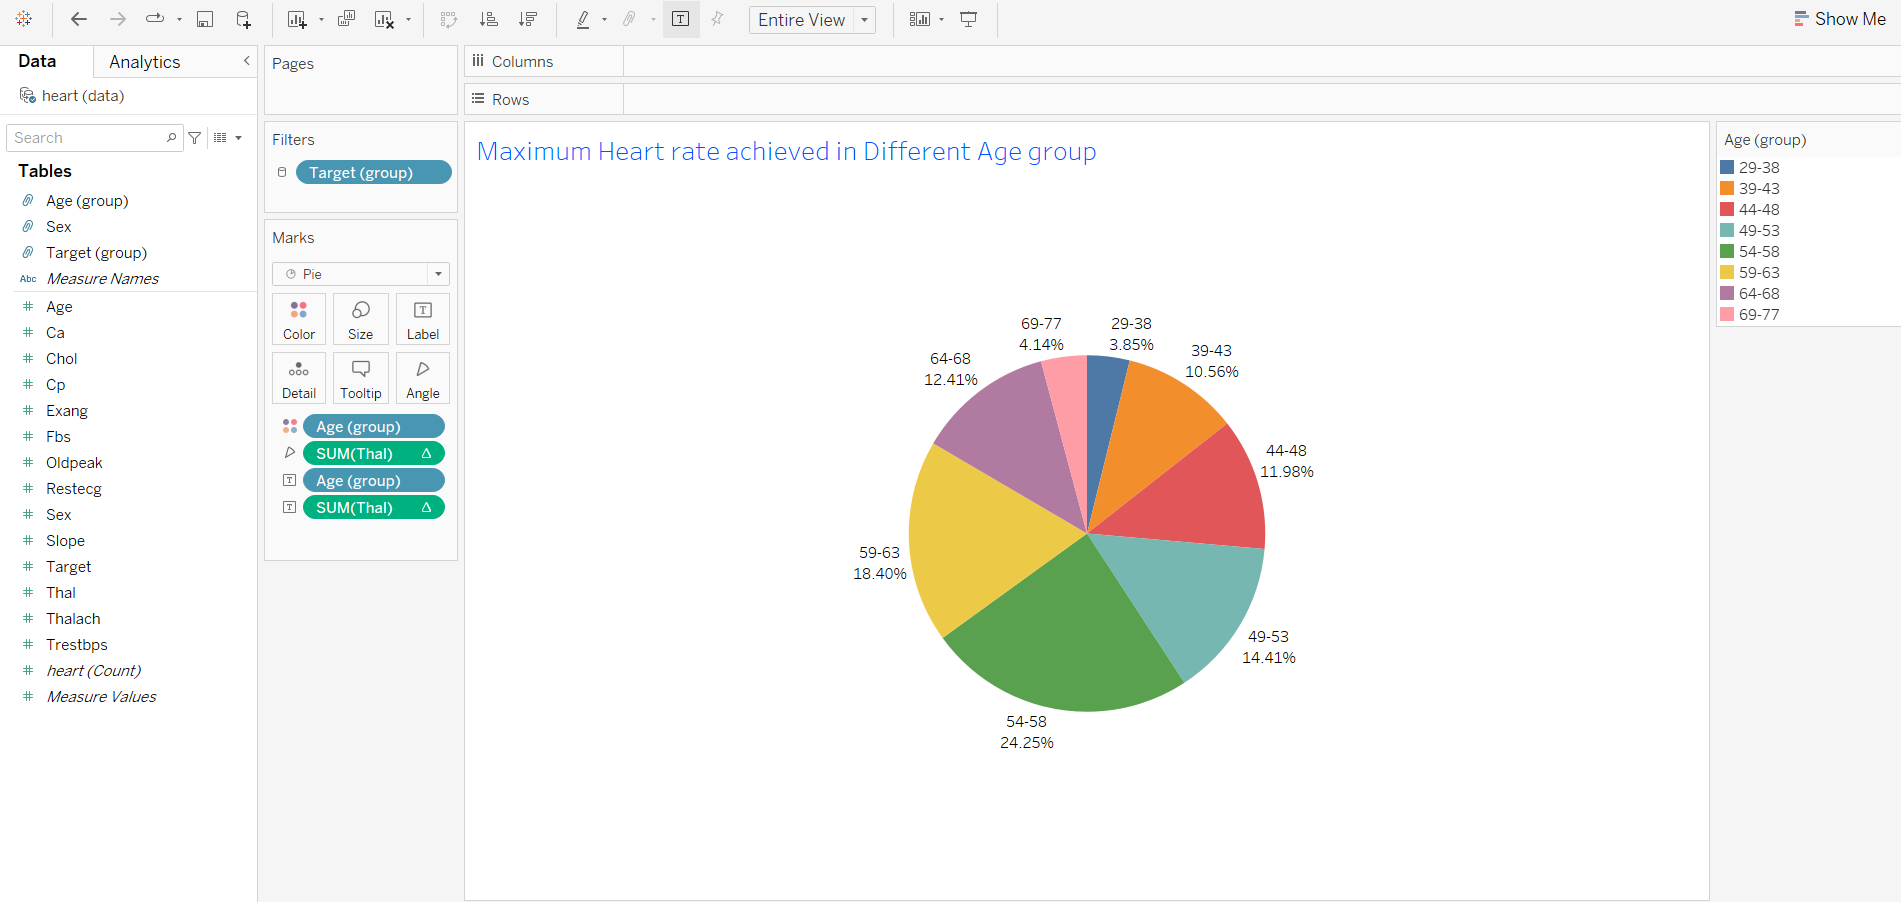 Entire View
Show Me
Data
Analytics
heart (data)
Search
Tables
Age (group)
Sex
Target (group)
Abc Measure Names
Age
Ca
Chol
Cp
Exang
Fbs
Oldpeak
Restecg
Sex
Slope
Target
Thal
Thalach
Trestbps
heart (Count)
Measure Values
Pages
Filters
Target (group)
Marks
Pie
Color Size Label
Detail Tooltip Angle
Age (group)
SUM(Thal) Δ
Age (group)
SUM(Thal) Δ
Columns
Rows
Maximum Heart rate achieved in Different Age group
69-77
4.14%
29-38
3.85%
39-43
10.56%
64-68
12.41%
44-48
11.98%
59-63
18.40%
49-53
14.41%
54-58
24.25%
Age (group)
29-38
39-43
44-48
49-53
54-58
59-63
64-68
69-77